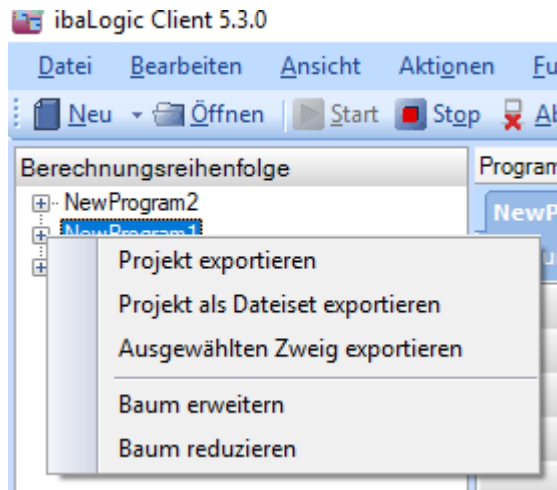 ibaLogic Client 5.3.0
Datei Bearbeiten Ansicht Aktionen
Neu Öffnen Start Stop
Berechnungsreihenfolge
NewProgram2
NewProgram1
Projekt exportieren
Projekt als Dateiset exportieren
Ausgewählten Zweig exportieren
Baum erweitern
Baum reduzieren